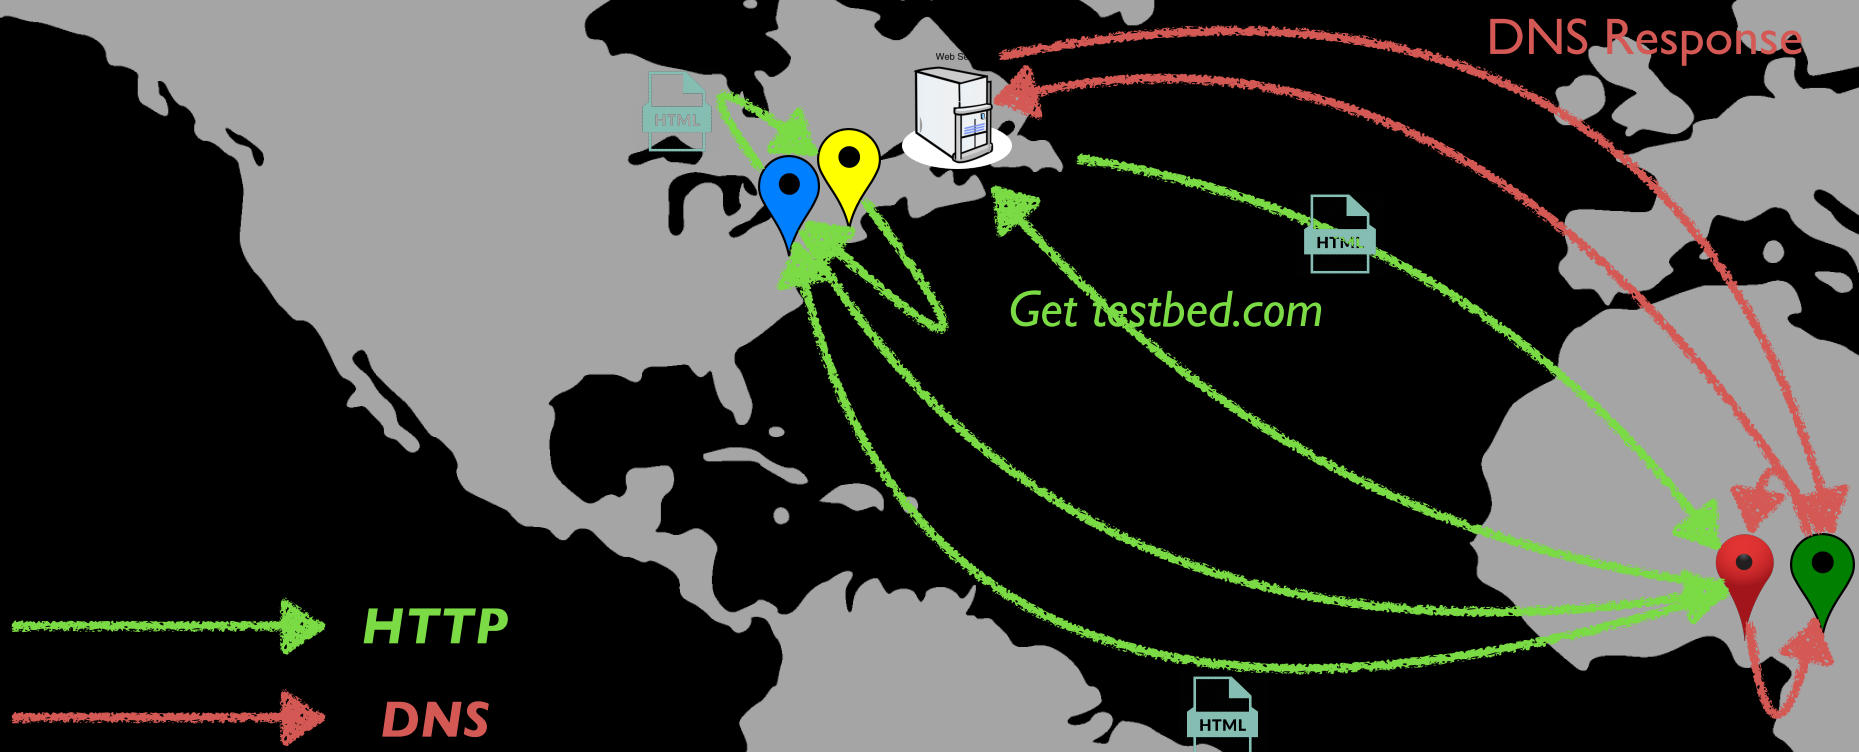 DNS Response
Web Se
HTML
HTML
Get testbed.com
HTTP
DNS
HTML